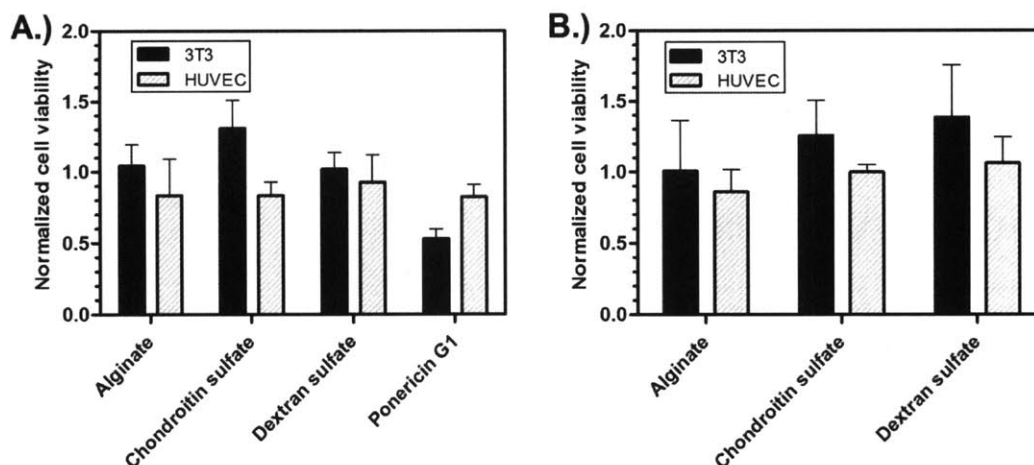 A.)
Normalized cell viability
2.0
1.5
1.0
0.5
0.0
3T3
HUVEC
Alginate
Chondroitin sulfate
Dextran sulfate
Ponericin G1
B.)
Normalized cell viability
2.0
1.5
1.0
0.5
0.0
3T3
HUVEC
Alginate
Chondroitin sulfate
Dextran sulfate